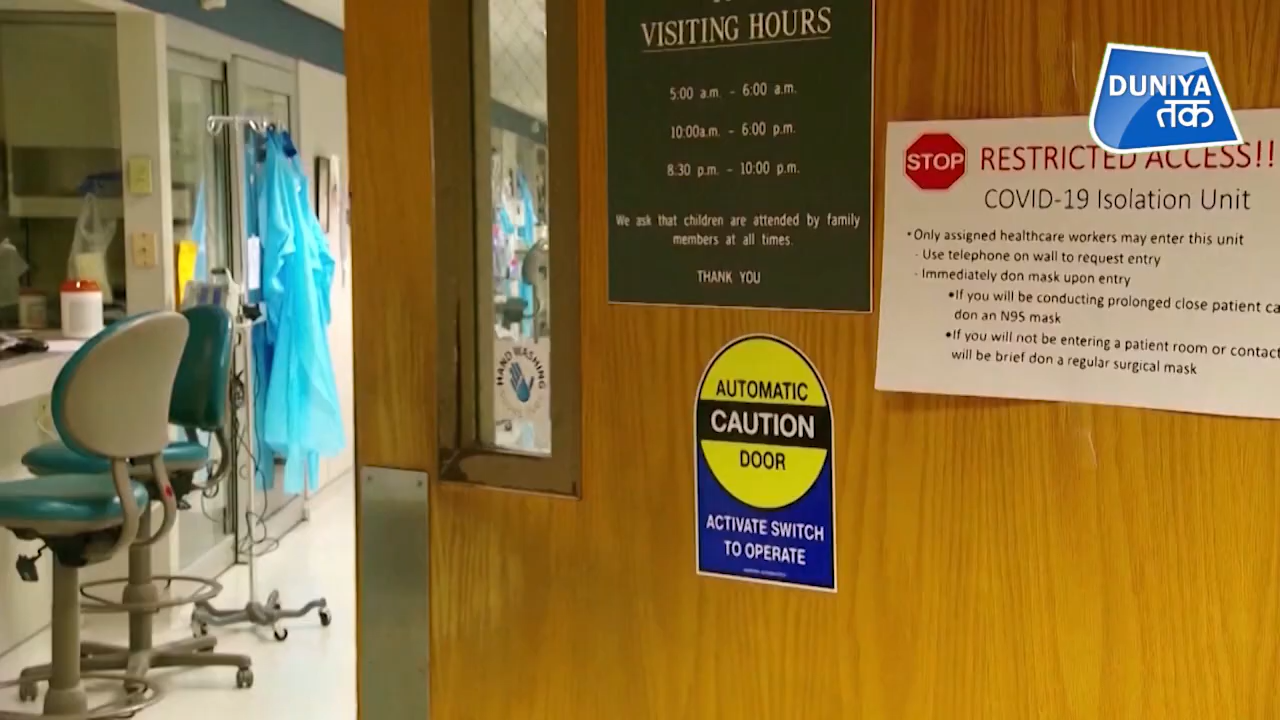 VISITING HOURS
5:00 a.m. - 6:00 a.m.
10:00a.m. - 6:00 p.m.
8:30 p.m. - 10:00 p.m.
We ask that children are attended by family
members at all times.
THANK YOU
DUNIYA
तक
STOP
RESTRICTED ACCESS!!
COVID-19 Isolation Unit
•Only assigned healthcare workers may enter this unit
- Use telephone on wall to request entry
- Immediately don mask upon entry
•If you will be conducting prolonged close patient ca
don an N95 mask
•If you will not be entering a patient room or contact
will be brief don a regular surgical mask
HAND WASHING
AUTOMATIC
CAUTION
DOOR
ACTIVATE SWITCH
TO OPERATE